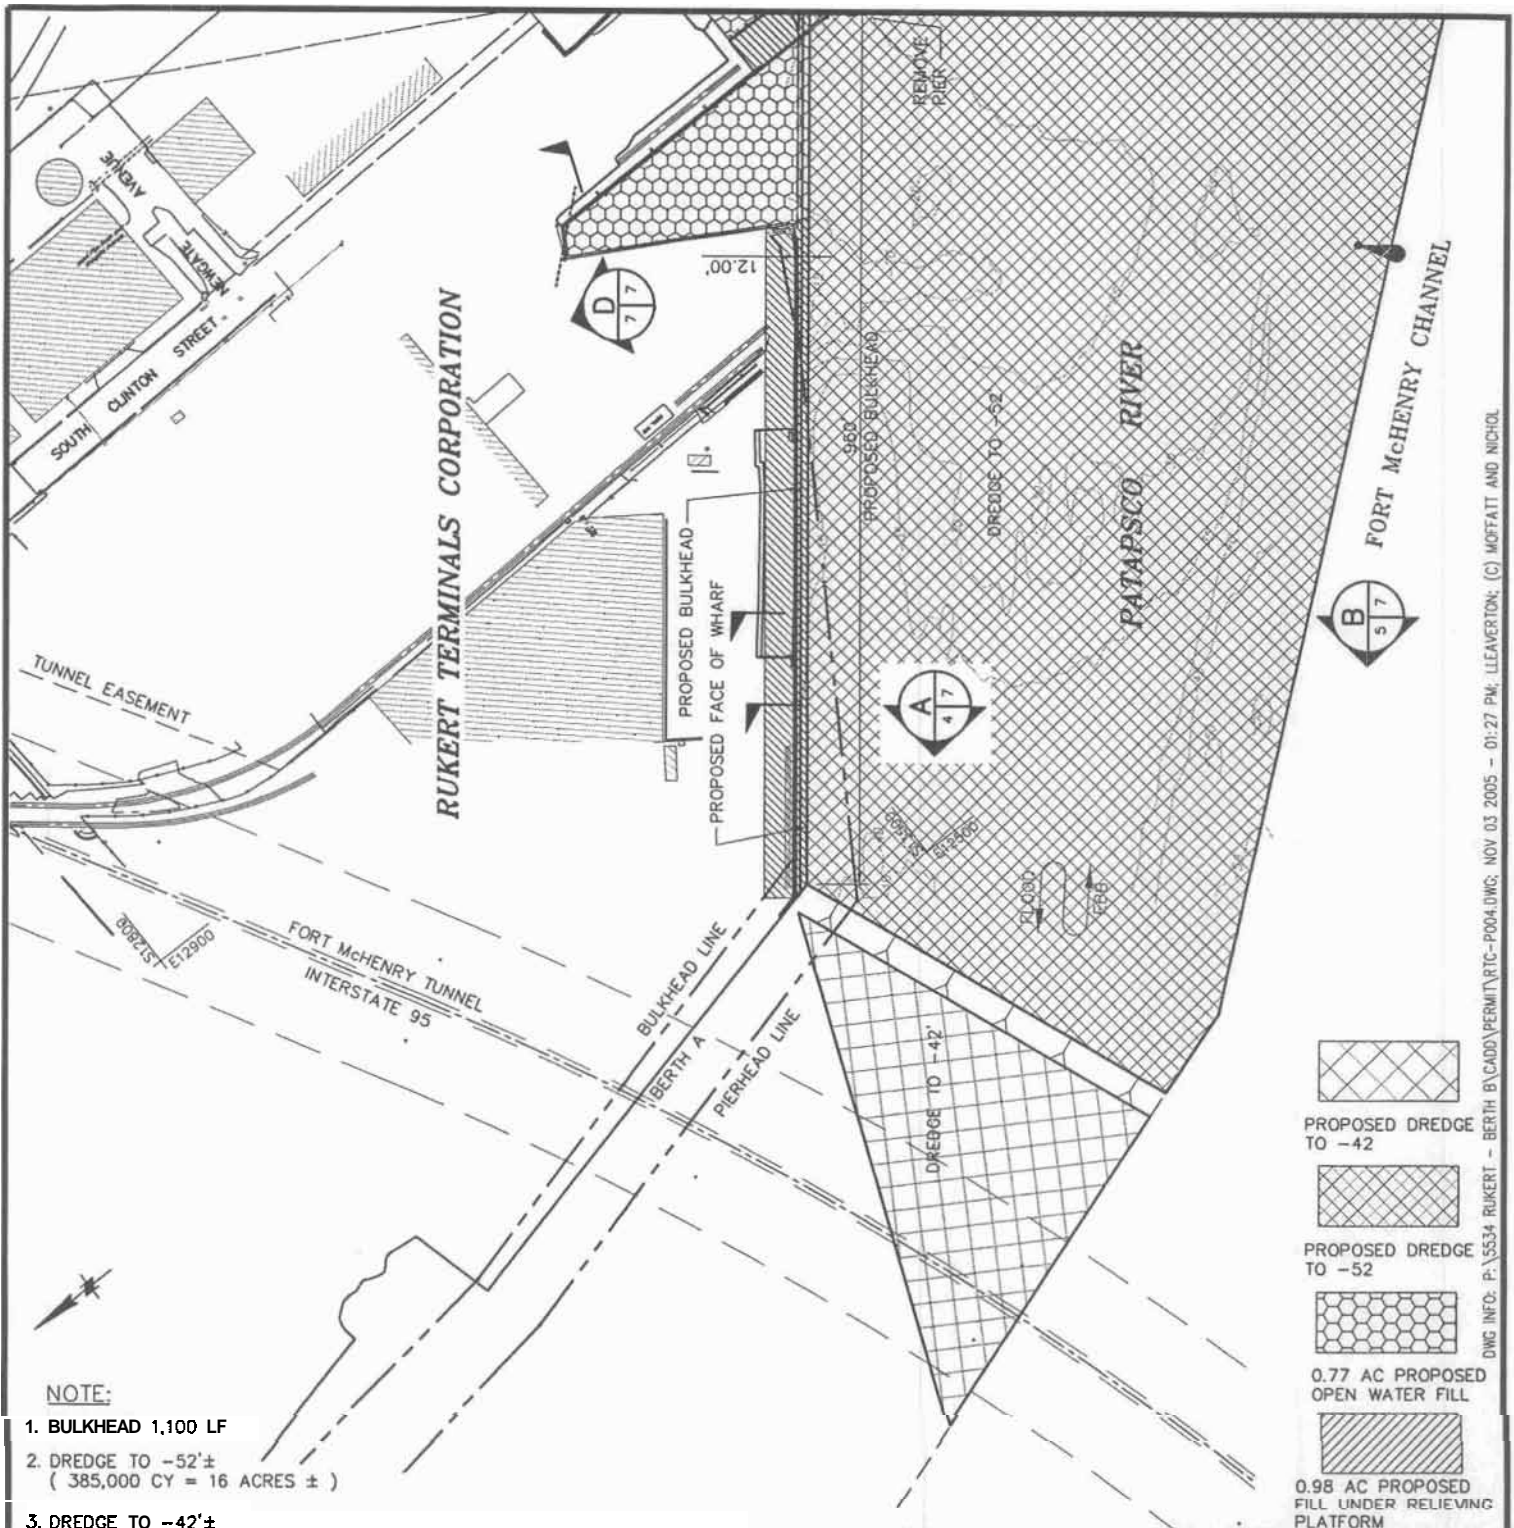 REMOVE
PIER
AVENUE
NEWGATE
SOUTH CLINTON STREET
RUKERT TERMINALS CORPORATION
12.00'
D
7 7
960'
PROPOSED BULKHEAD
DREDGE TO -52'
PATAPSCO RIVER
FORT McHENRY CHANNEL
PROPOSED BULKHEAD
PROPOSED FACE OF WHARF
A
4 7
B
5 7
TUNNEL EASEMENT
E12500
FLOOD
EBB
S12800
E12900
FORT McHENRY TUNNEL
INTERSTATE 95
BULKHEAD LINE
BERTH A
PIERHEAD LINE
DREDGE TO -42'
PROPOSED DREDGE
TO -42
PROPOSED DREDGE
TO -52
0.77 AC PROPOSED
OPEN WATER FILL
0.98 AC PROPOSED
FILL UNDER RELIEVING
PLATFORM
NOTE:
1. BULKHEAD 1,100 LF
2. DREDGE TO -52'±
( 385,000 CY = 16 ACRES ± )
3. DREDGE TO -42'±
DWG INFO: P:\5534 RUKERT - BERTH B\CADD\PERMIT\RTC-P004.DWG; NOV 03 2005 - 01:27 PM; LLEAVERTON; (C) MOFFATT AND NICHOL